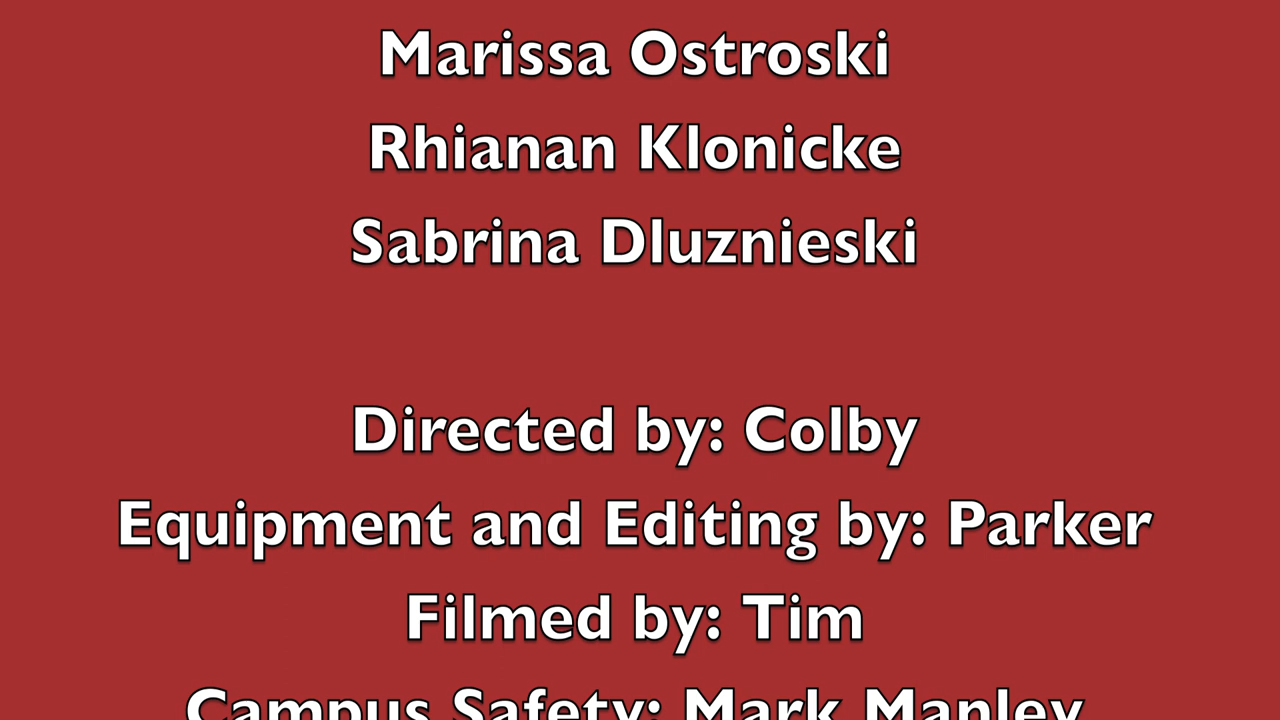 Marissa Ostroski
Rhianan Klonicke
Sabrina Dluznieski
Directed by: Colby
Equipment and Editing by: Parker
Filmed by: Tim
Campus Safety: Mark Manley